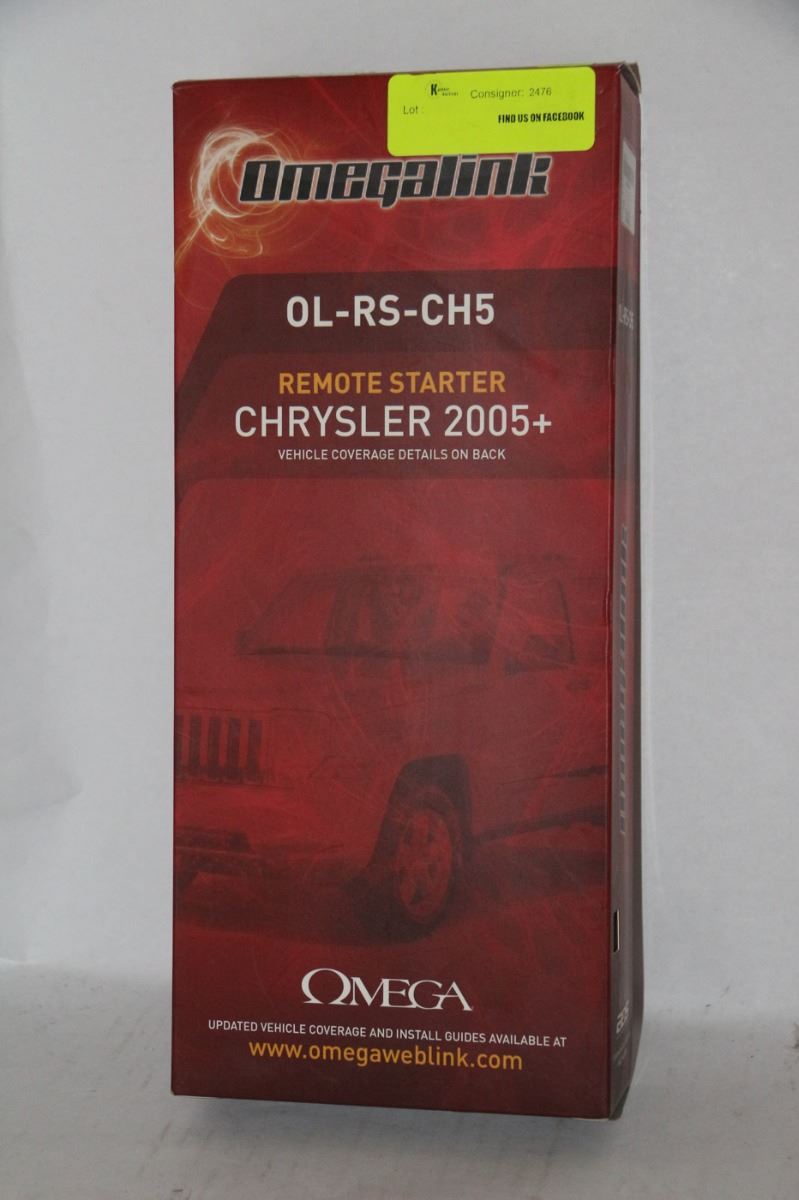 Consigner: 2476
Lot :
FIND US ON FACEBOOK
Omegalink
OL-RS-CH5
REMOTE STARTER
CHRYSLER 2005+
VEHICLE COVERAGE DETAILS ON BACK
ΩMEGA
UPDATED VEHICLE COVERAGE AND INSTALL GUIDES AVAILABLE AT
www.omegaweblink.com